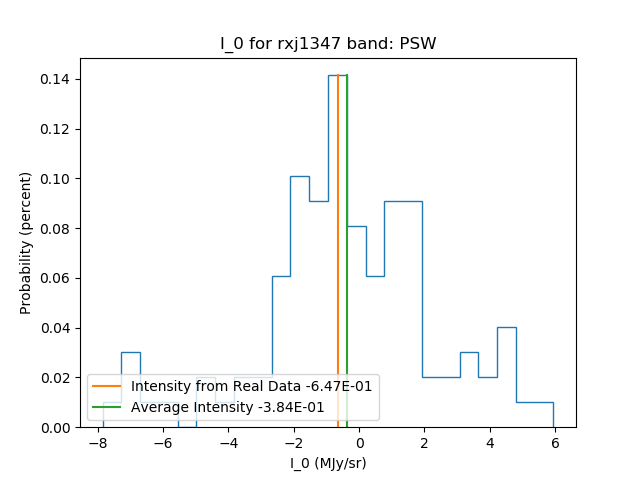 I_0 for rxj1347 band: PSW
Probability (percent)
0.14
0.12
0.10
0.08
0.06
0.04
0.02
0.00
Intensity from Real Data -6.47E-01
Average Intensity -3.84E-01
−8 −6 −4 −2 0 2 4 6
I_0 (MJy/sr)